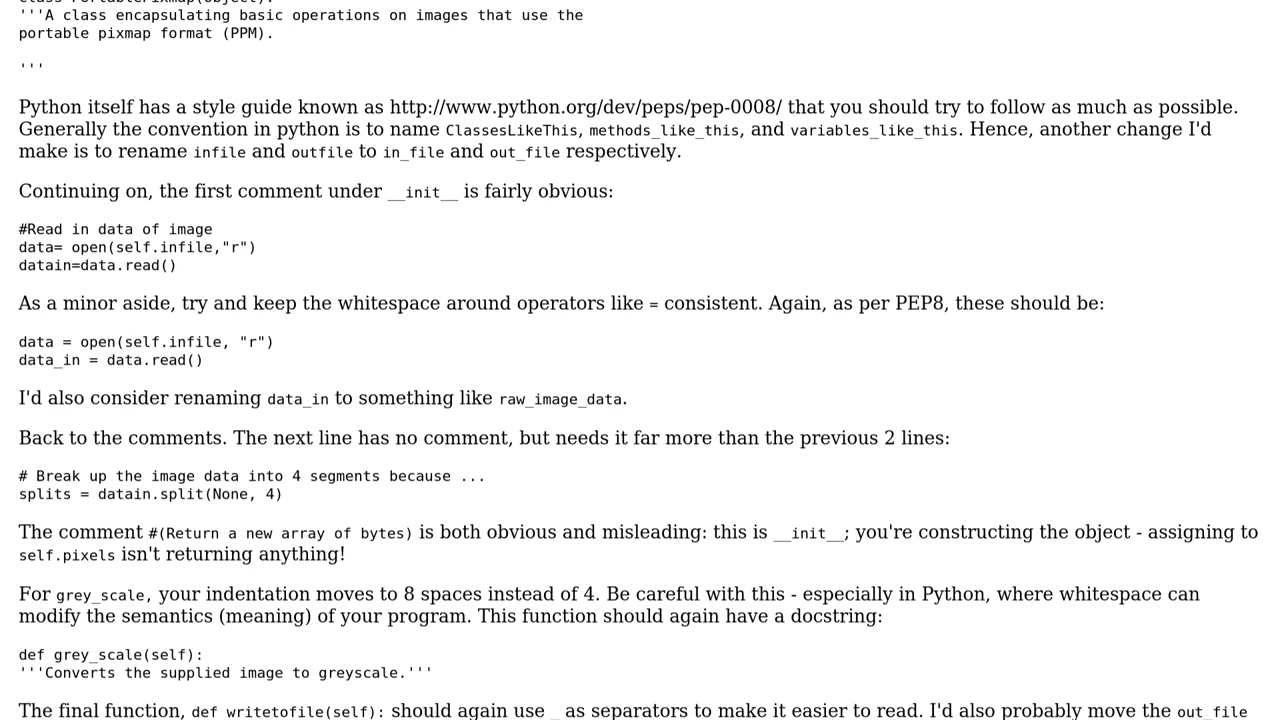 class PortablePixmap(object):
'''A class encapsulating basic operations on images that use the
portable pixmap format (PPM).
'''
Python itself has a style guide known as http://www.python.org/dev/peps/pep-0008/ that you should try to follow as much as possible.
Generally the convention in python is to name ClassesLikeThis, methods_like_this, and variables_like_this. Hence, another change I'd
make is to rename infile and outfile to in_file and out_file respectively.
Continuing on, the first comment under __init__ is fairly obvious:
#Read in data of image
data= open(self.infile,"r")
datain=data.read()
As a minor aside, try and keep the whitespace around operators like = consistent. Again, as per PEP8, these should be:
data = open(self.infile, "r")
data_in = data.read()
I'd also consider renaming data_in to something like raw_image_data.
Back to the comments. The next line has no comment, but needs it far more than the previous 2 lines:
# Break up the image data into 4 segments because ...
splits = datain.split(None, 4)
The comment #(Return a new array of bytes) is both obvious and misleading: this is __init__; you're constructing the object - assigning to
self.pixels isn't returning anything!
For grey_scale, your indentation moves to 8 spaces instead of 4. Be careful with this - especially in Python, where whitespace can
modify the semantics (meaning) of your program. This function should again have a docstring:
def grey_scale(self):
'''Converts the supplied image to greyscale.'''
The final function, def writetofile(self): should again use _ as separators to make it easier to read. I'd also probably move the out_file